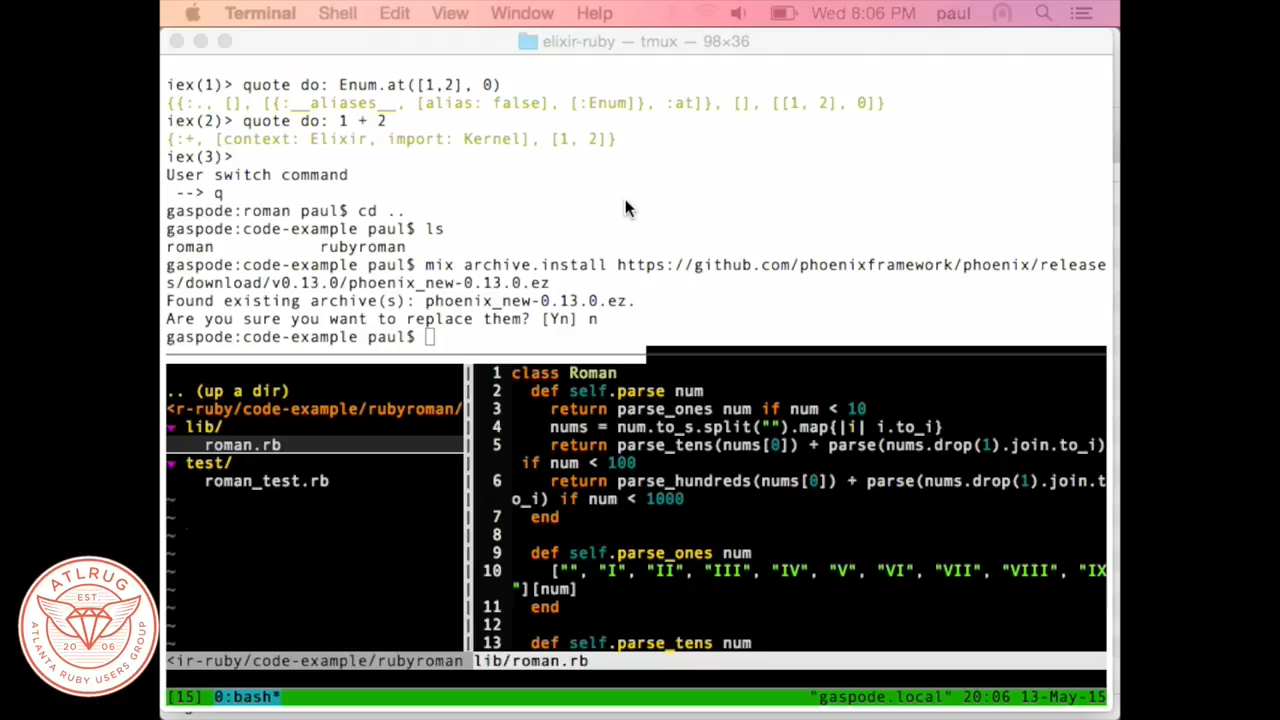 Terminal Shell Edit View Window Help Wed 8:06 PM paul
elixir-ruby — tmux — 98×36
iex(1)> quote do: Enum.at([1,2], 0)
{{:., [], [{:__aliases__, [alias: false], [:Enum]}, :at]}, [], [[1, 2], 0]}
iex(2)> quote do: 1 + 2
{:+, [context: Elixir, import: Kernel], [1, 2]}
iex(3)>
User switch command
--> q
gaspode:roman paul$ cd ..
gaspode:code-example paul$ ls
roman rubyroman
gaspode:code-example paul$ mix archive.install https://github.com/phoenixframework/phoenix/release
s/download/v0.13.0/phoenix_new-0.13.0.ez
Found existing archive(s): phoenix_new-0.13.0.ez.
Are you sure you want to replace them? [Yn] n
gaspode:code-example paul$
.. (up a dir)
<r-ruby/code-example/rubyroman/
▼ lib/
roman.rb
▼ test/
roman_test.rb
~
~
~
~
~
~
~
~
<ir-ruby/code-example/rubyroman
1 class Roman
2 def self.parse num
3 return parse_ones num if num < 10
4 nums = num.to_s.split("").map{|i| i.to_i}
5 return parse_tens(nums[0]) + parse(nums.drop(1).join.to_i)
if num < 100
6 return parse_hundreds(nums[0]) + parse(nums.drop(1).join.t
o_i) if num < 1000
7 end
8
9 def self.parse_ones num
10 ["", "I", "II", "III", "IV", "V", "VI", "VII", "VIII", "IX
"][num]
11 end
12
13 def self.parse_tens num
lib/roman.rb
[15] 0:bash* "gaspode.local" 20:06 13-May-15
ATLRUG
EST.
20 06
ATLANTA RUBY USERS GROUP